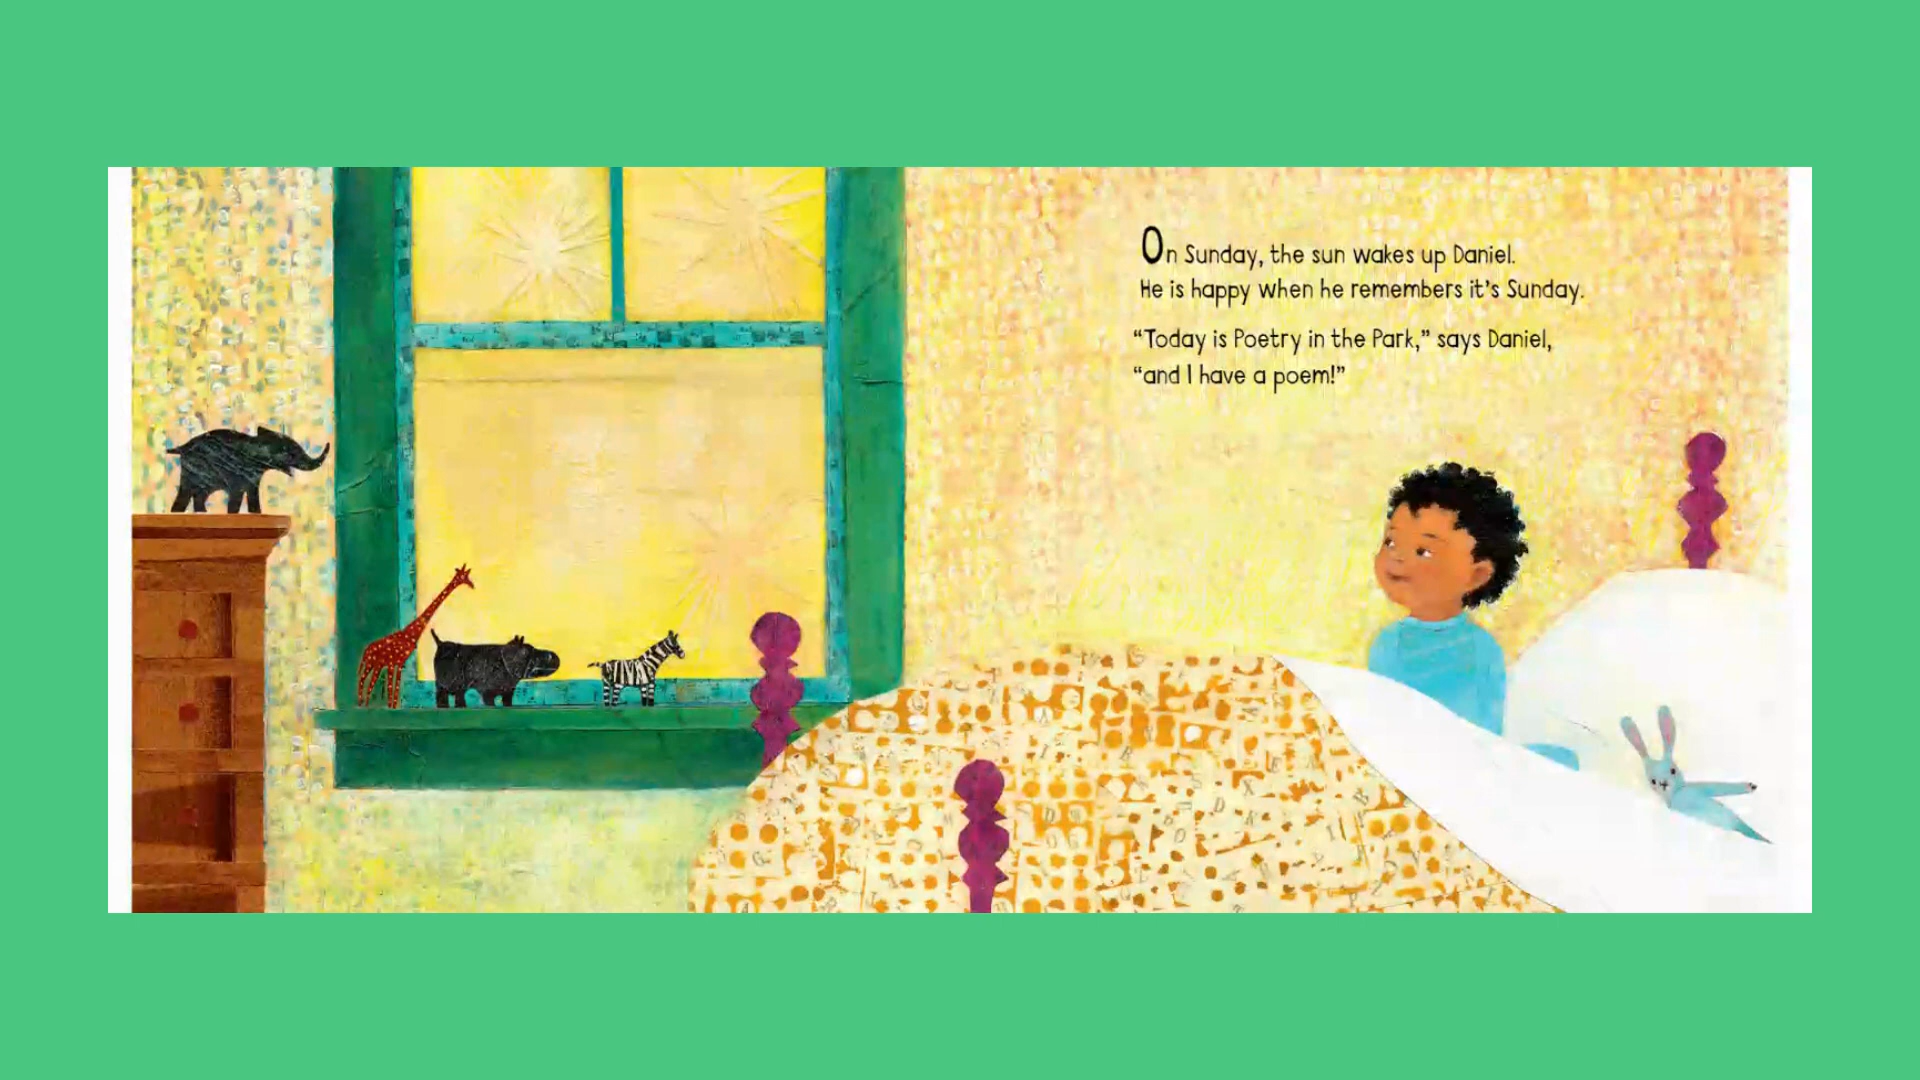 On Sunday, the sun wakes up Daniel.
He is happy when he remembers it's Sunday.
“Today is Poetry in the Park,” says Daniel,
“and I have a poem!”